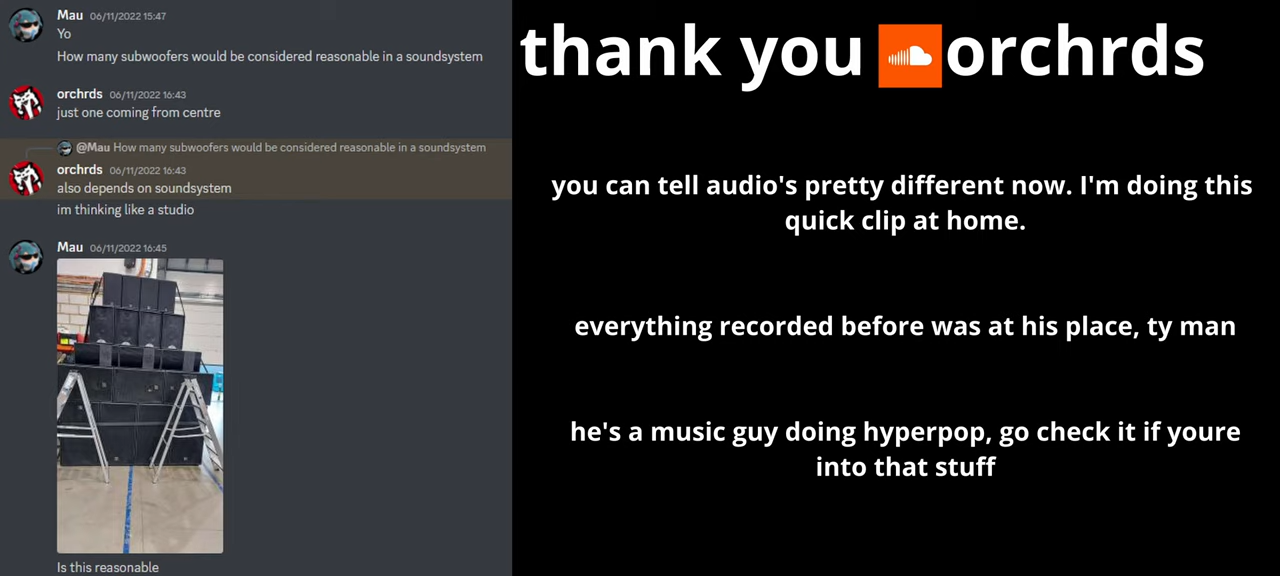 Mau 06/11/2022 15:47
Yo
How many subwoofers would be considered reasonable in a soundsystem
orchrds 06/11/2022 16:43
just one coming from centre
@Mau How many subwoofers would be considered reasonable in a soundsystem
orchrds 06/11/2022 16:43
also depends on soundsystem
im thinking like a studio
Mau 06/11/2022 16:45
Is this reasonable
thank you orchrds
you can tell audio's pretty different now. I'm doing this
quick clip at home.
everything recorded before was at his place, ty man
he's a music guy doing hyperpop, go check it if youre
into that stuff